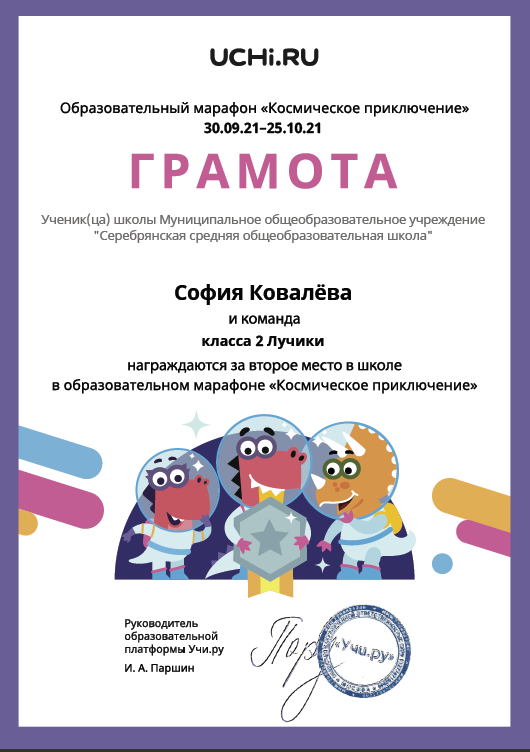 UCHi.RU
Образовательный марафон «Космическое приключение»
30.09.21–25.10.21
ГРАМОТА
Ученик(ца) школы Муниципальное общеобразовательное учреждение
"Серебрянская средняя общеобразовательная школа"
София Ковалёва
и команда
класса 2 Лучики
награждаются за второе место в школе
в образовательном марафоне «Космическое приключение»
Руководитель
образовательной
платформы Учи.ру
И. А. Паршин
«Учи.ру»